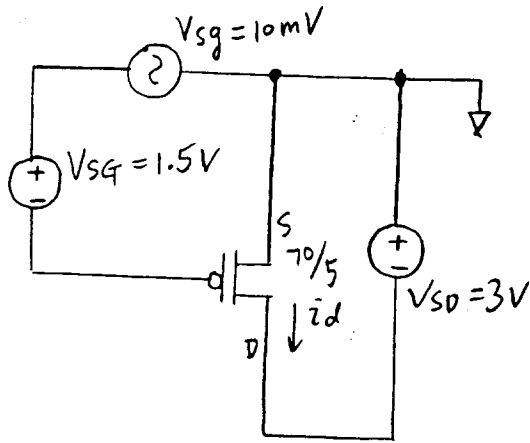 Vsg = 10mV
VSG = 1.5V
S
70/5
id
D
VSD = 3V